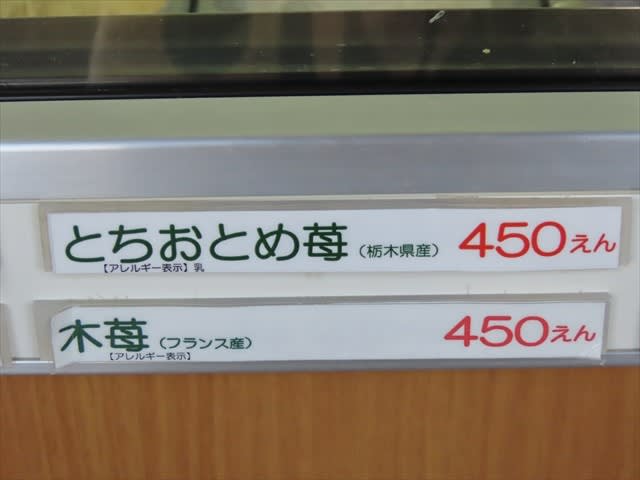 とちおとめ苺（栃木県産） 450えん
【アレルギー表示】乳
木苺（フランス産） 450えん
【アレルギー表示】